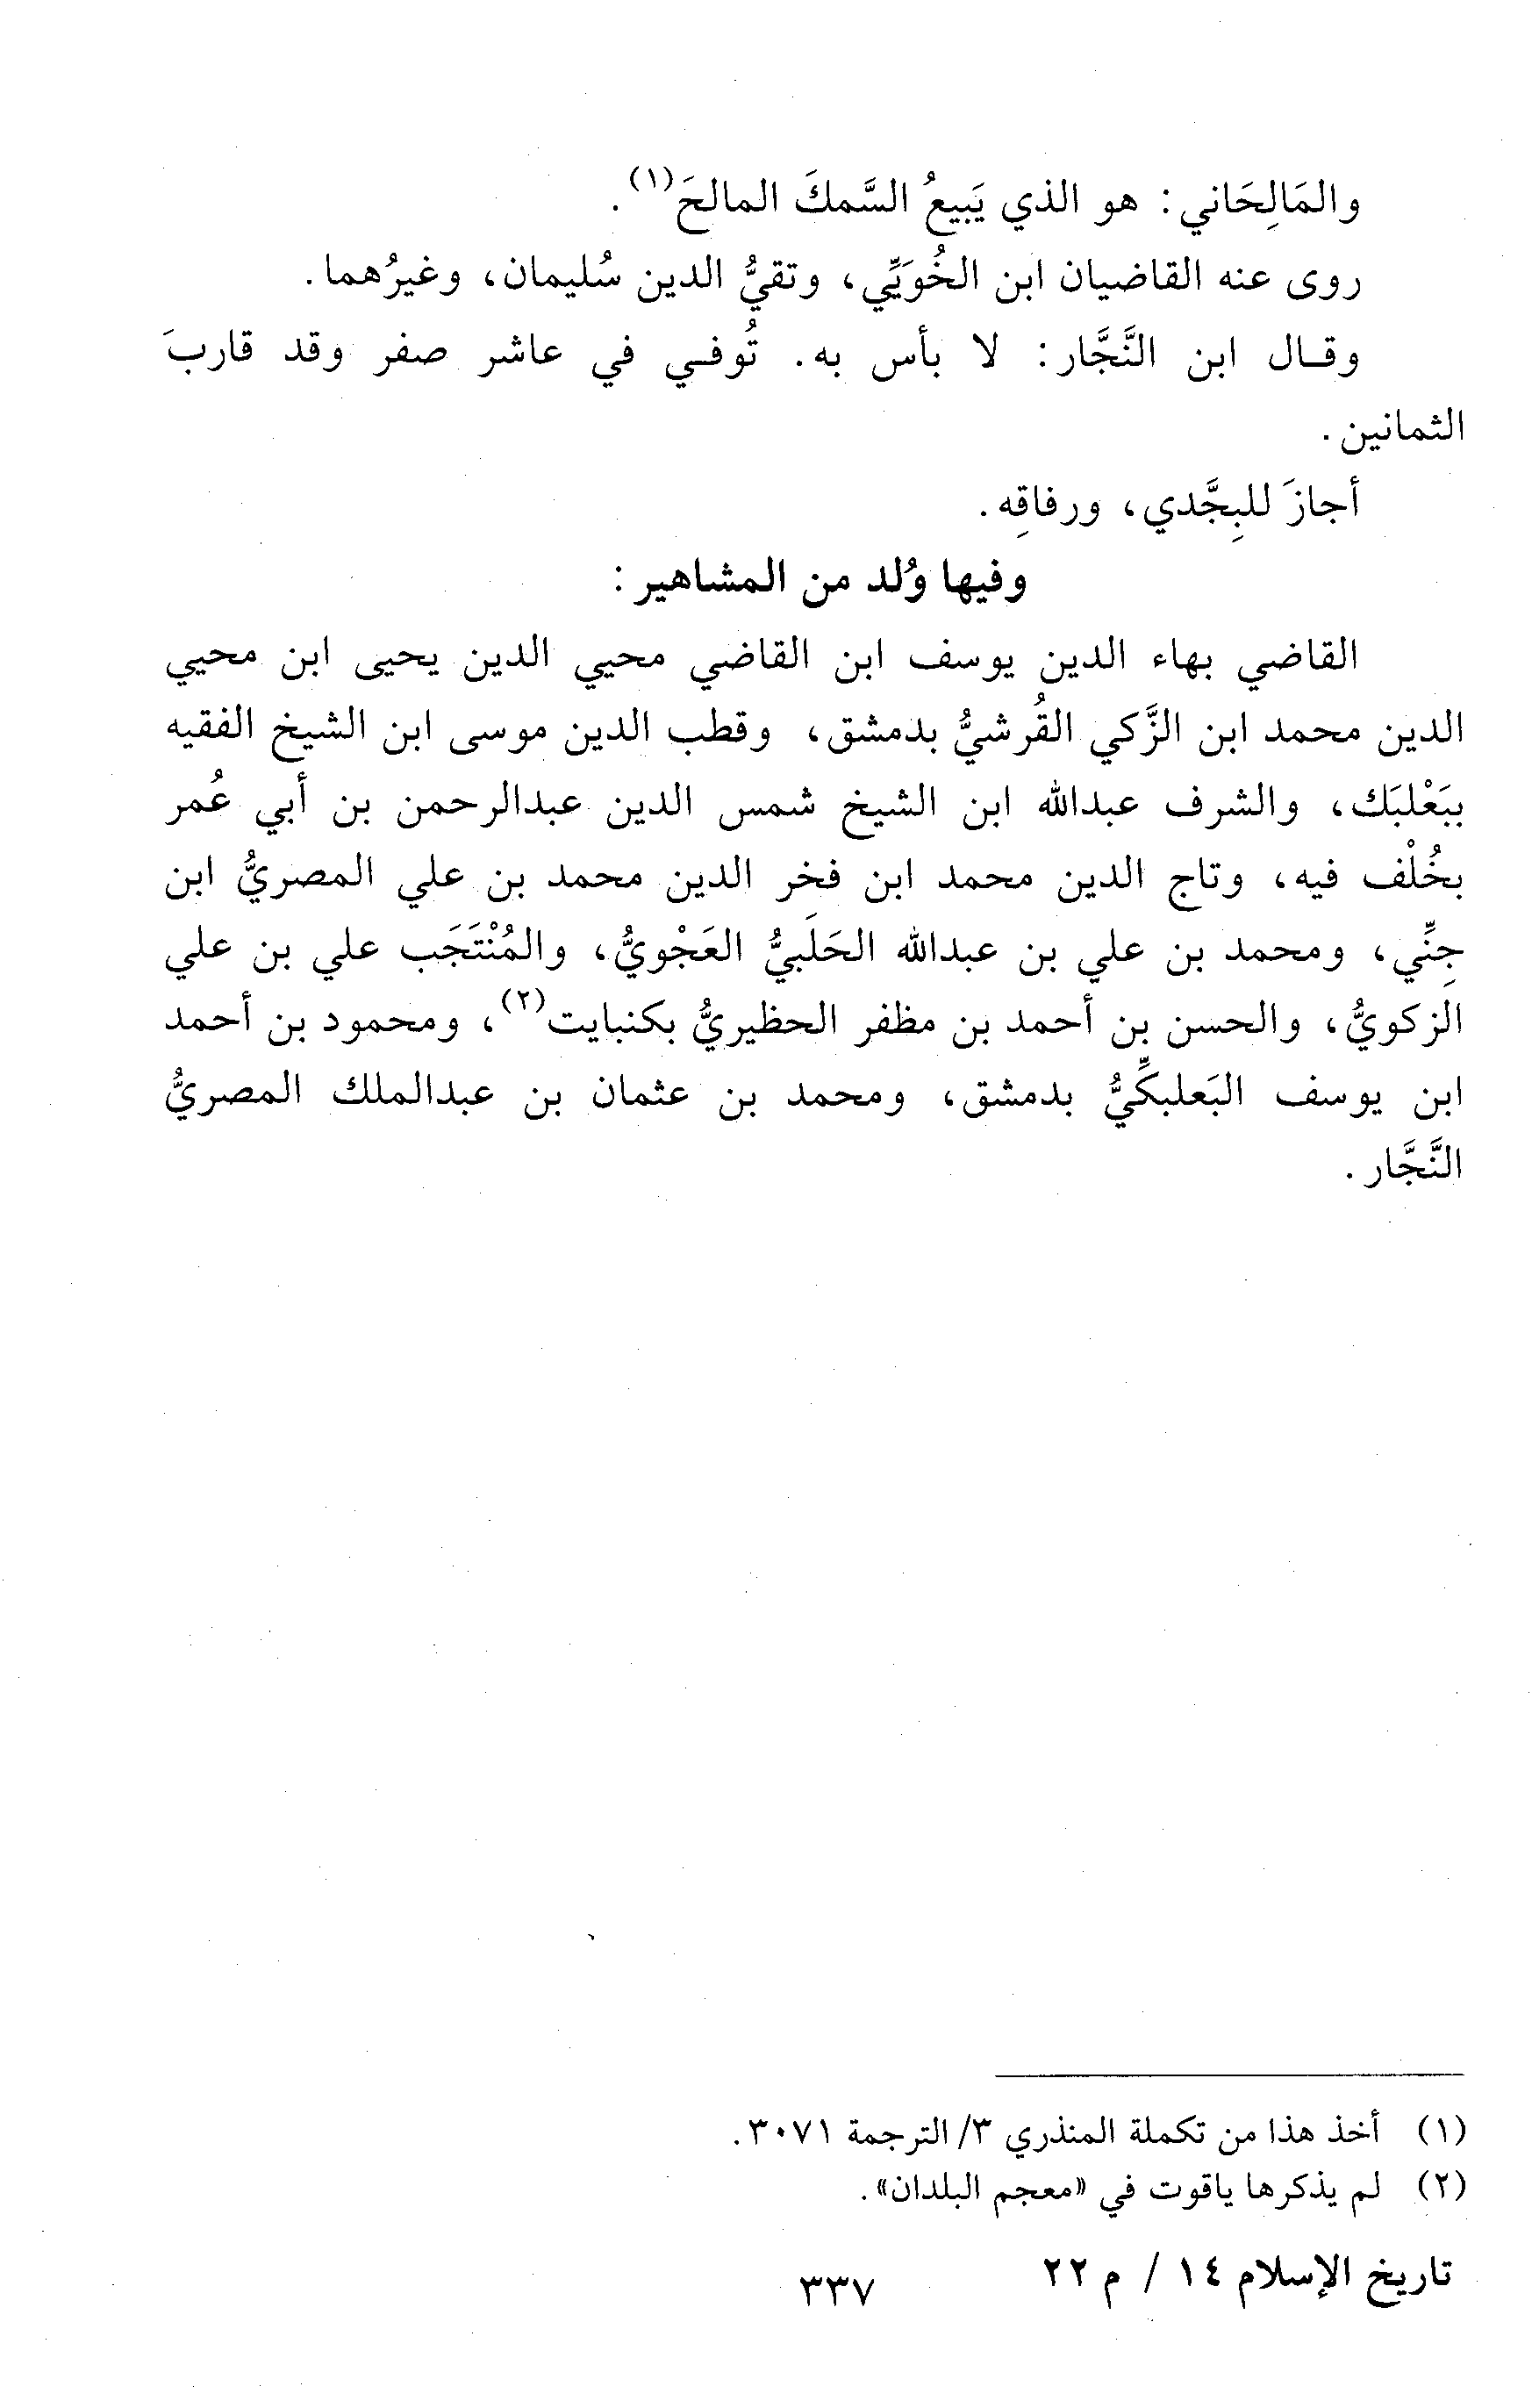 والمَالِحَاني: هو الذي يَبيعُ السَّمكَ المالحَ(١).
روى عنه القاضيان ابن الخُوَيِّي، وتقيُّ الدين سُليمان، وغيرُهما.
وقال ابن النَّجَّار: لا بأس به. تُوفي في عاشر صفر وقد قاربَ
الثمانين.
أجازَ للبِجَّدي، ورفاقِه.
وفيها وُلد من المشاهير:
القاضي بهاء الدين يوسف ابن القاضي محيي الدين يحيى ابن محيي
الدين محمد ابن الزَّكي القُرشيُّ بدمشق، وقطب الدين موسى ابن الشيخ الفقيه
ببَعْلبَك، والشرف عبدالله ابن الشيخ شمس الدين عبدالرحمن بن أبي عُمر
بخُلْف فيه، وتاج الدين محمد ابن فخر الدين محمد بن علي المصريُّ ابن
جِنِّي، ومحمد بن علي بن عبدالله الحَلَبيُّ العَجْويُّ، والمُنْتَجَب علي بن علي
الزكويُّ، والحسن بن أحمد بن مظفر الحظيريُّ بكنبايت(٢)، ومحمود بن أحمد
ابن يوسف البَعلبكِّيُّ بدمشق، ومحمد بن عثمان بن عبدالملك المصريُّ
النَّجَّار.
(١) أخذ هذا من تكملة المنذري ٣/ الترجمة ٣٠٧١.
(٢) لم يذكرها ياقوت في «معجم البلدان».
تاريخ الإسلام ١٤ / م ٢٢
٣٣٧